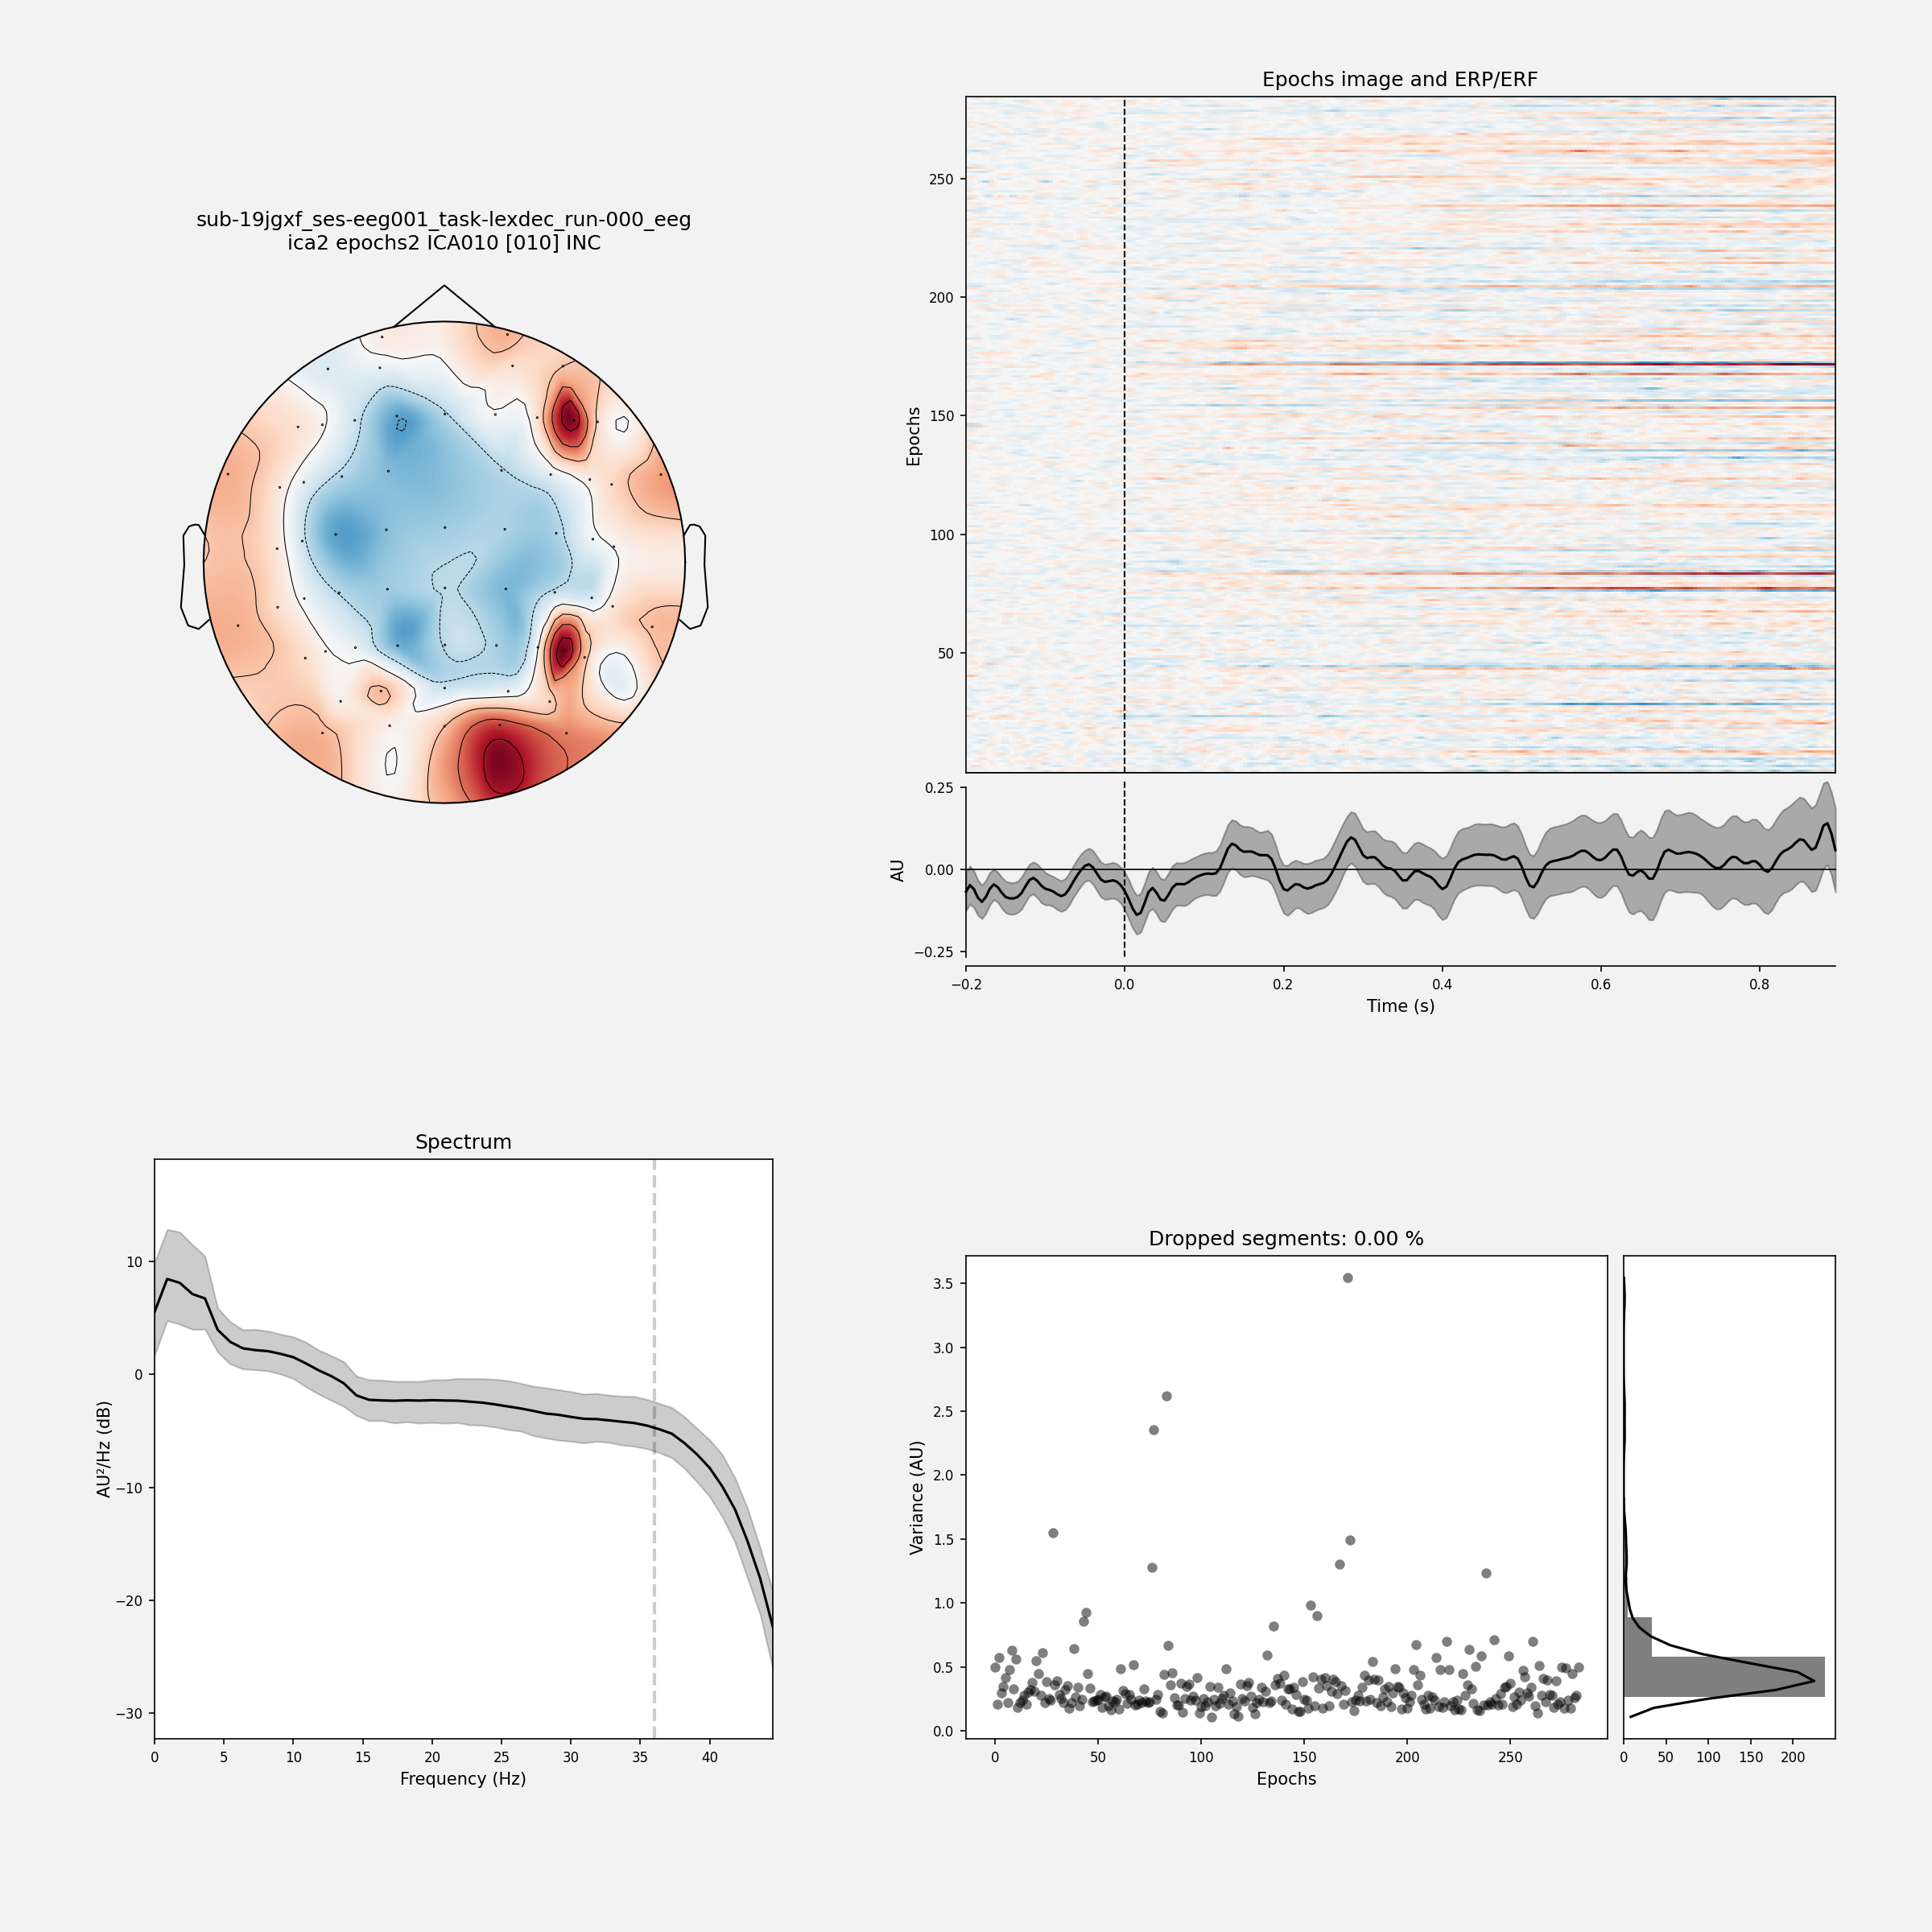 sub-19jgxf_ses-eeg001_task-lexdec_run-000_eeg
ica2 epochs2 ICA010 [010] INC
Epochs image and ERP/ERF
Epochs
250
200
150
100
50
AU
0.25
0.00
−0.25
−0.2 0.0 0.2 0.4 0.6 0.8
Time (s)
Spectrum
AU²/Hz (dB)
10
0
−10
−20
−30
0 5 10 15 20 25 30 35 40
Frequency (Hz)
Dropped segments: 0.00 %
Variance (AU)
3.5
3.0
2.5
2.0
1.5
1.0
0.5
0.0
0 50 100 150 200 250
Epochs
0 50 100 150 200